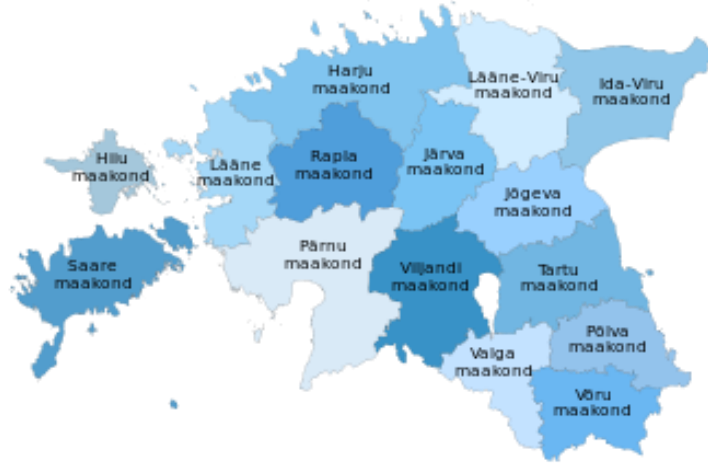 Harju
maakond
Lääne-Viru
maakond
Ida-Viru
maakond
Hiiu
maakond
Lääne
maakond
Rapla
maakond
Järva
maakond
Jõgeva
maakond
Saare
maakond
Pärnu
maakond
Viljandi
maakond
Tartu
maakond
Valga
maakond
Põlva
maakond
Võru
maakond